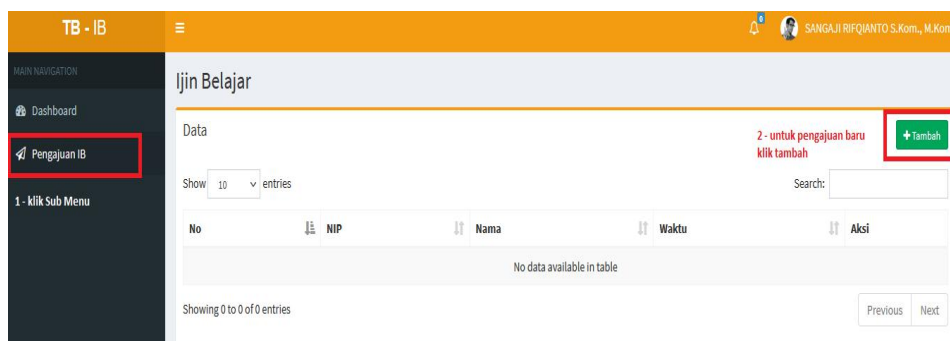 TB - IB
0
SANGAJI RIFQIANTO S.Kom., M.Kom
MAIN NAVIGATION
Dashboard
Pengajuan IB
1 - klik Sub Menu
Ijin Belajar
Data
2 - untuk pengajuan baru
klik tambah
+Tambah
Show 10 entries
Search:
No NIP Nama Waktu Aksi
No data available in table
Showing 0 to 0 of 0 entries
Previous Next